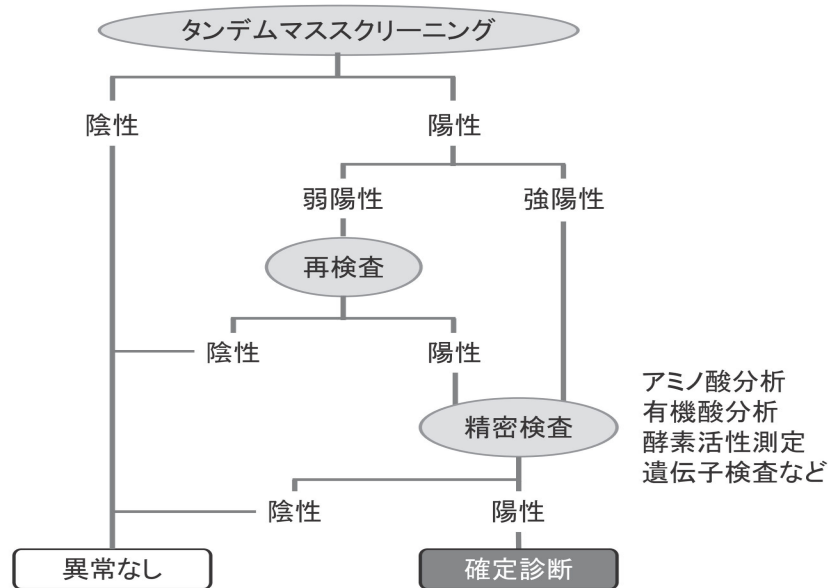 タンデムマススクリーニング
陰性
陽性
弱陽性
強陽性
再検査
陰性
陽性
アミノ酸分析
有機酸分析
酵素活性測定
遺伝子検査など
精密検査
陰性
陽性
異常なし
確定診断